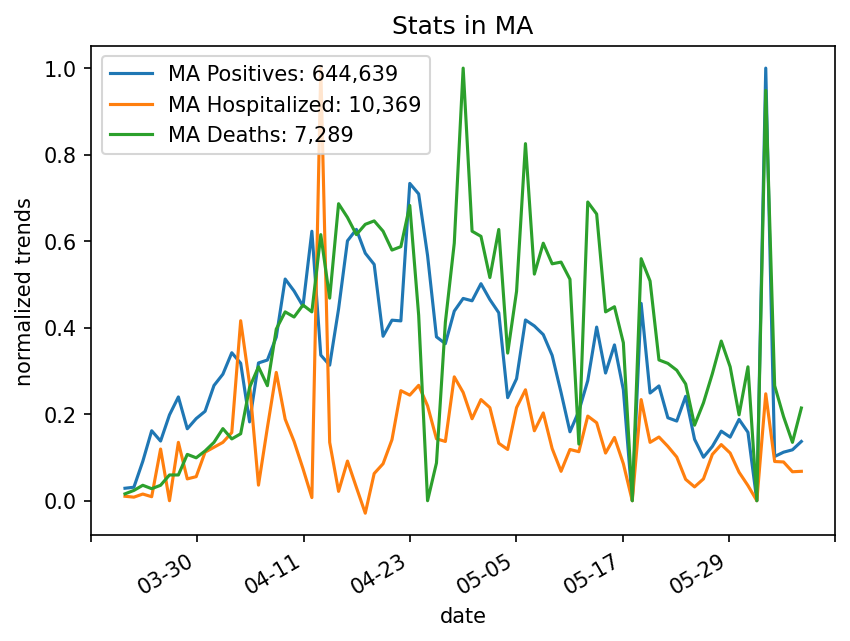 Stats in MA
MA Positives: 644,639
MA Hospitalized: 10,369
MA Deaths: 7,289
normalized trends
1.0
0.8
0.6
0.4
0.2
0.0
03-30
04-11
04-23
05-05
05-17
05-29
date